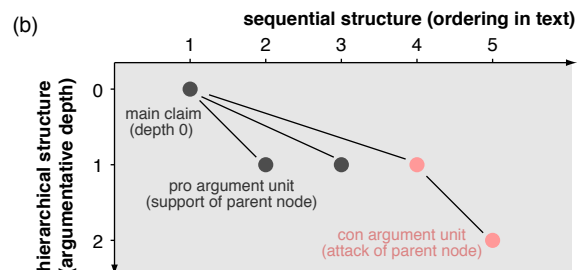 (b)
sequential structure (ordering in text)
1 2 3 4 5
hierarchical structure
(argumentative depth)
0
main claim
(depth 0)
1
pro argument unit
(support of parent node)
con argument unit
(attack of parent node)
2